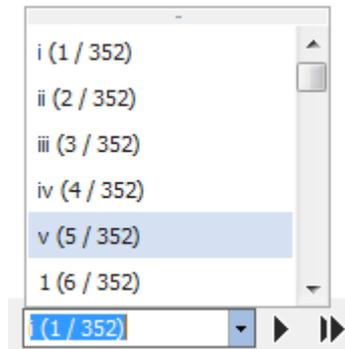 i (1 / 352)
ii (2 / 352)
iii (3 / 352)
iv (4 / 352)
v (5 / 352)
1 (6 / 352)
i (1 / 352)